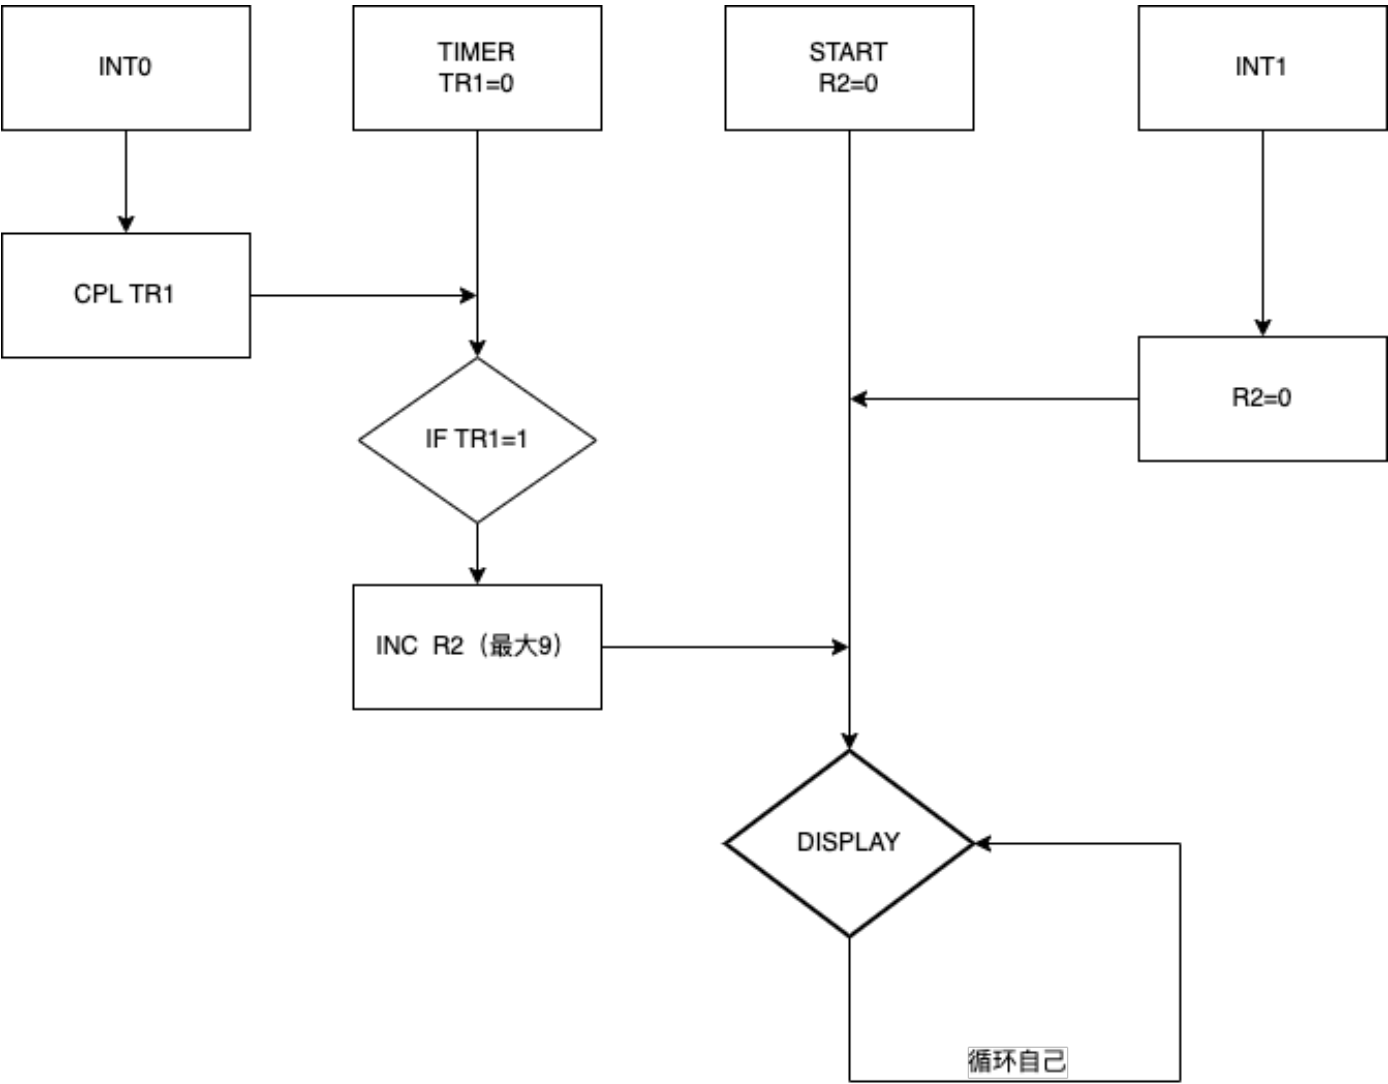 INT0
TIMER
TR1=0
START
R2=0
INT1
CPL TR1
R2=0
IF TR1=1
INC  R2（最大9）
DISPLAY
循环自己